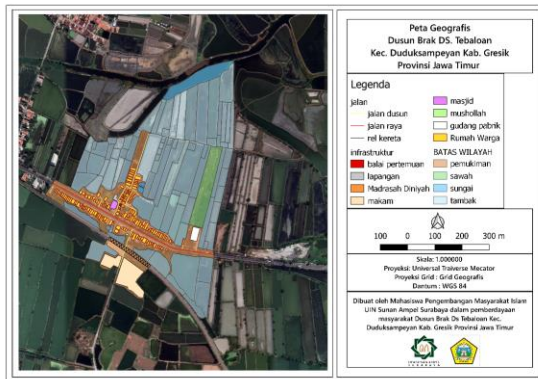 Peta Geografis
Dusun Brak DS. Tebaloan
Kec. Duduksampeyan Kab. Gresik
Provinsi Jawa Timur
Legenda
jalan
jalan dusun
jalan raya
rel kereta
infrastruktur
balai pertemuan
lapangan
Madrasah Diniyah
makam
masjid
mushollah
gudang pabrik
Rumah Warga
BATAS WILAYAH
pemukiman
sawah
sungai
tambak
100 0 100 200 300 m
Skala: 1.000000
Proyeksi: Universal Traiverse Mecator
Proyeksi Grid : Grid Geografis
Dantum : WGS 84
Dibuat oleh Mahasiswa Pengembangan Masyarakat Islam
UIN Sunan Ampel Surabaya dalam pemberdayaan
masyarakat Dusun Brak Ds Tebaloan Kec.
Duduksampeyan Kab. Gresik Provinsi Jawa Timur